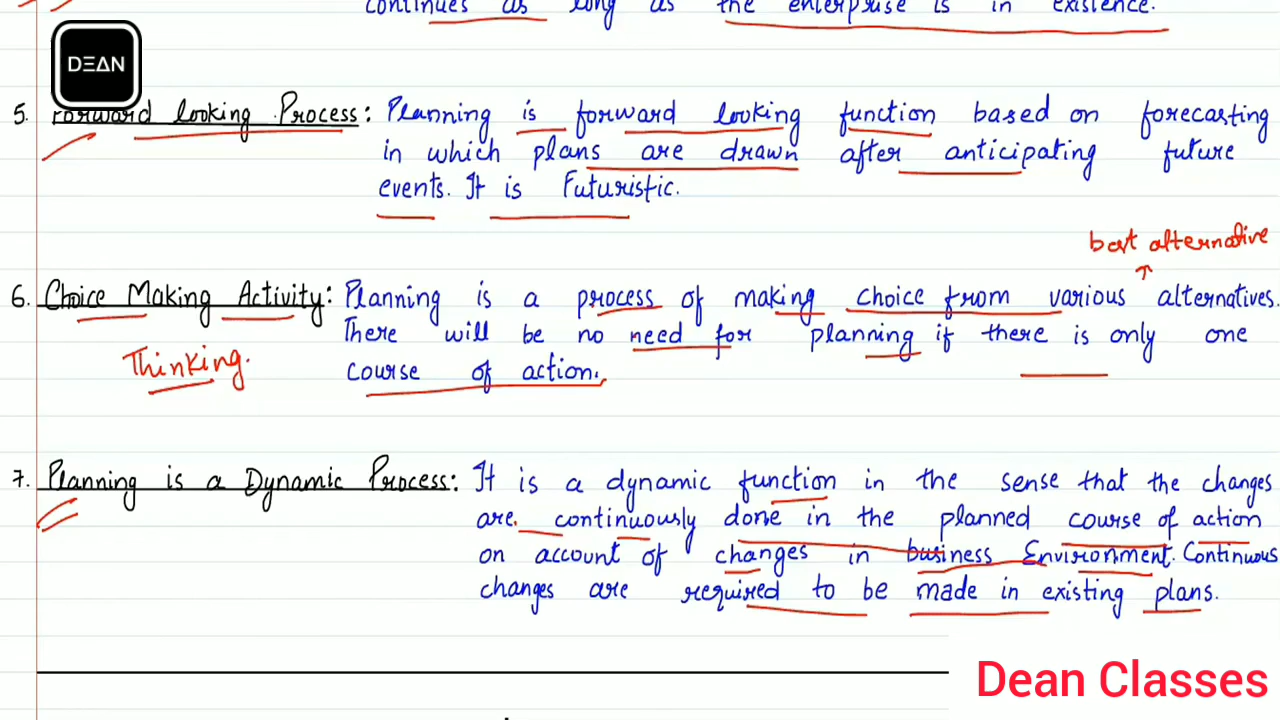 continues as long as the enterprise is in existence.
DEAN
5. Forward looking Process: Planning is forward looking function based on forecasting
in which plans are drawn after anticipating future
events. It is Futuristic.
best alternative
6. Choice Making Activity: Planning is a process of making choice from various alternatives.
There will be no need for planning if there is only one
Thinking.
course of action.
7. Planning is a Dynamic Process: It is a dynamic function in the sense that the changes
are continuously done in the planned course of action
on account of changes in business Environment. Continuous
changes are required to be made in existing plans.
Dean Classes